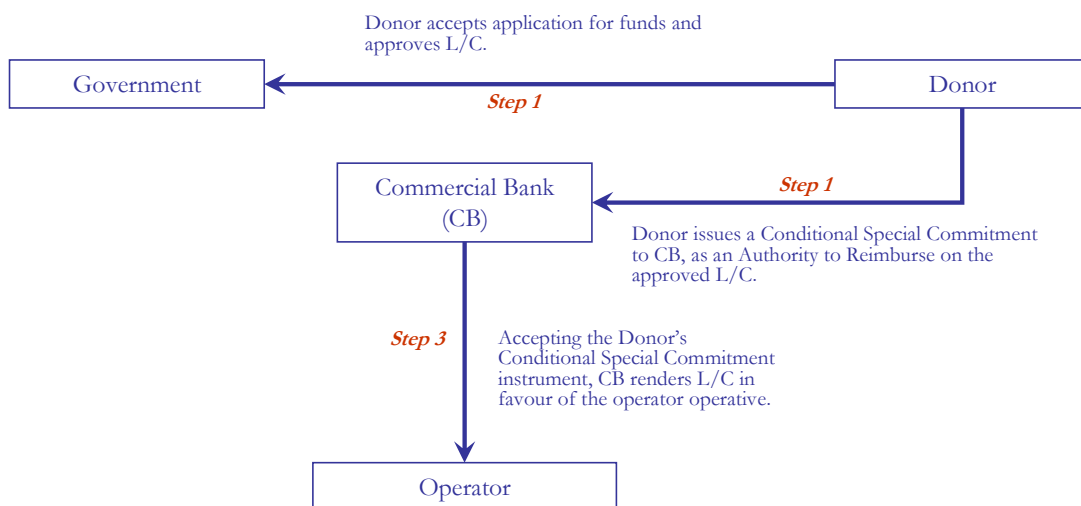 Donor accepts application for funds and
approves L/C.
Government
Donor
Step 1
Commercial Bank
(CB)
Step 1
Donor issues a Conditional Special Commitment
to CB, as an Authority to Reimburse on the
approved L/C.
Step 3
Accepting the Donor’s
Conditional Special Commitment
instrument, CB renders L/C in
favour of the operator operative.
Operator